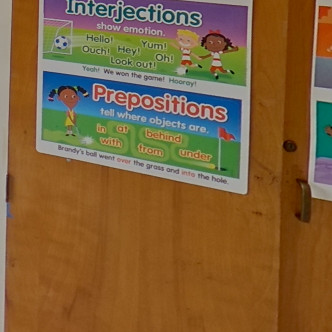 Interjections
show emotion.
Hello! Yum!
Ouch! Hey! Oh!
Look out!
Yeah! We won the game! Hooray!
Prepositions
tell where objects are.
in at behind
with from under
Brandy's ball went over the grass and into the hole.